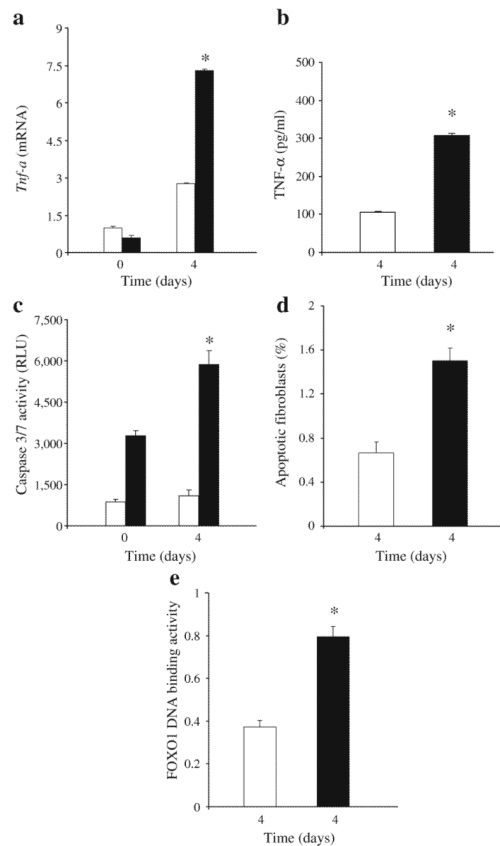 a
9
7.5
6
4.5
3
1.5
0
Tnf-a (mRNA)
*
0 4
Time (days)
b
500
400
300
200
100
0
TNF-α (pg/ml)
*
4 4
Time (days)
c
7,500
6,000
4,500
3,000
1,500
0
Caspase 3/7 activity (RLU)
*
0 4
Time (days)
d
2
1.6
1.2
0.8
0.4
0
Apoptotic fibroblasts (%)
*
4 4
Time (days)
e
1
0.8
0.6
0.4
0.2
0
FOXO1 DNA binding activity
*
4 4
Time (days)